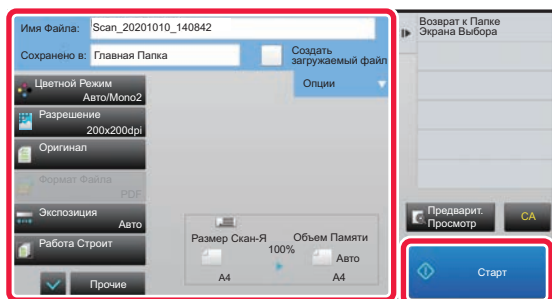 Имя Файла: Scan_20201010_140842
Сохранено в: Главная Папка
Создать
загружаемый файл
Опции
Цветной Режим
Авто/Mono2
Разрешение
200x200dpi
Оригинал
Формат Файла
PDF
Экспозиция
Авто
Работа Строит
Прочие
Размер Скан-Я
100%
Объем Памяти
Авто
A4
A4
Возврат к Папке
Экрана Выбора
Предварит.
Просмотр
CA
Старт